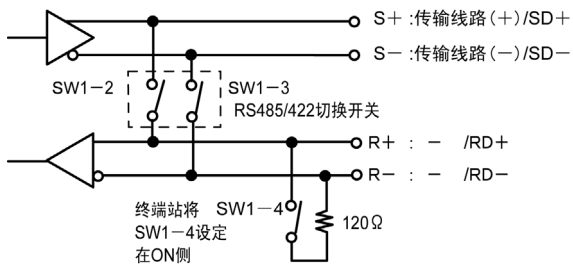 S+ :传输线路(+)/SD+
S- :传输线路(-)/SD-
SW1-2
SW1-3
RS485/422切换开关
R+ : - /RD+
R- : - /RD-
终端站将
SW1-4设定
在ON侧
SW1-4
120Ω